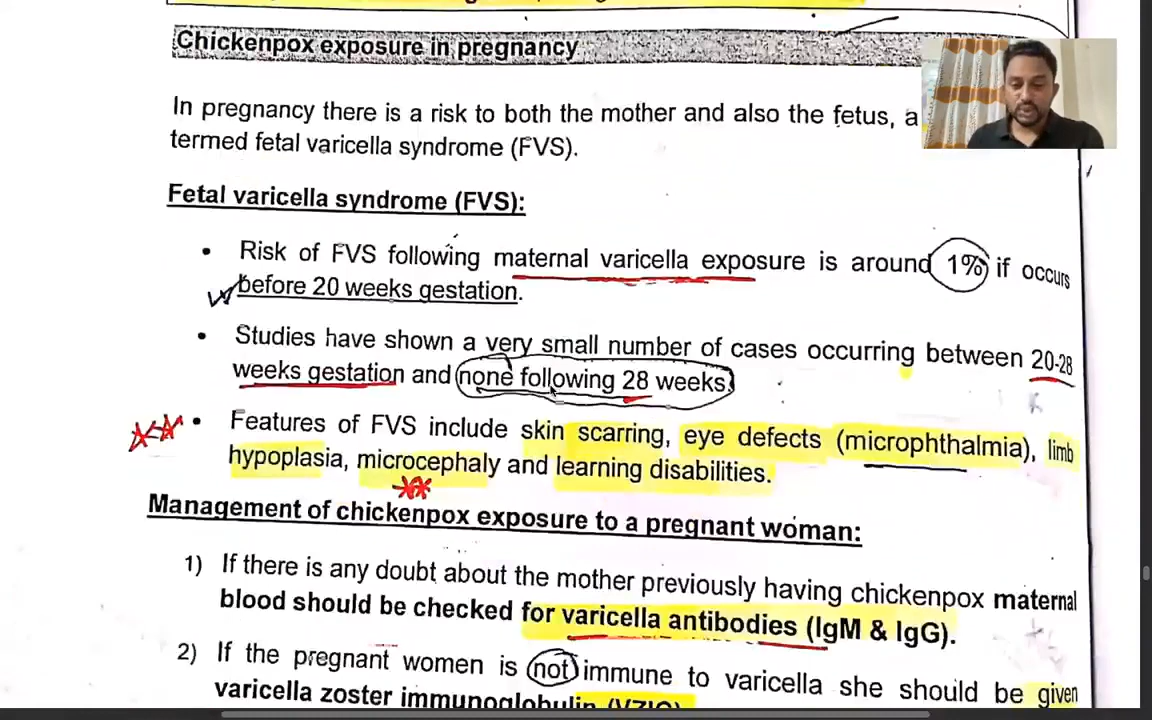 Chickenpox exposure in pregnancy
In pregnancy there is a risk to both the mother and also the fetus, a
termed fetal varicella syndrome (FVS).
Fetal varicella syndrome (FVS):
• Risk of FVS following maternal varicella exposure is around 1% if occurs
before 20 weeks gestation.
• Studies have shown a very small number of cases occurring between 20-28
weeks gestation and none following 28 weeks.
• Features of FVS include skin scarring, eye defects (microphthalmia), limb
hypoplasia, microcephaly and learning disabilities.
Management of chickenpox exposure to a pregnant woman:
1) If there is any doubt about the mother previously having chickenpox maternal
blood should be checked for varicella antibodies (IgM & IgG).
2) If the pregnant women is not immune to varicella she should be given
varicella zoster immunoglobulin (VZIG)